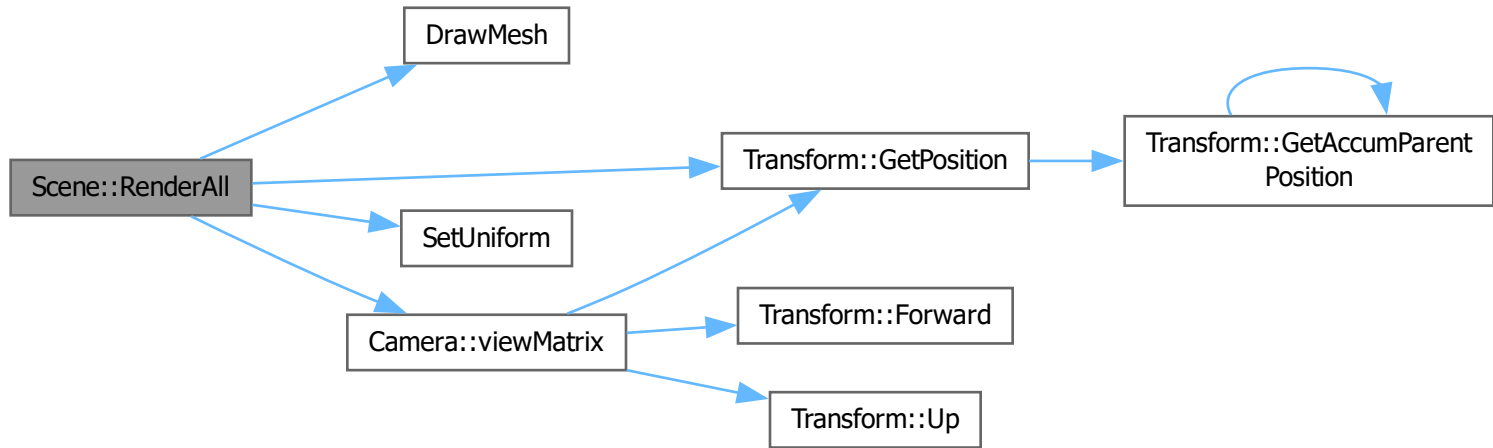 DrawMesh
Scene::RenderAll
Transform::GetPosition
Transform::GetAccumParent
Position
SetUniform
Camera::viewMatrix
Transform::Forward
Transform::Up